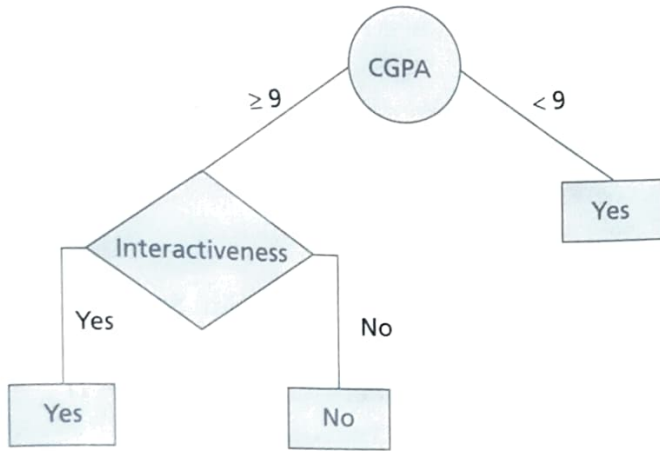 CGPA
≥ 9
< 9
Yes
Interactiveness
Yes
No
Yes
No